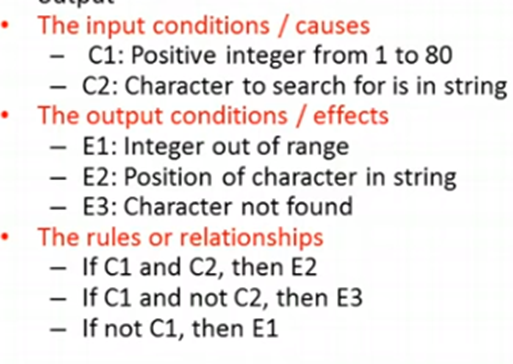 output
• The input conditions / causes
– C1: Positive integer from 1 to 80
– C2: Character to search for is in string
• The output conditions / effects
– E1: Integer out of range
– E2: Position of character in string
– E3: Character not found
• The rules or relationships
– If C1 and C2, then E2
– If C1 and not C2, then E3
– If not C1, then E1